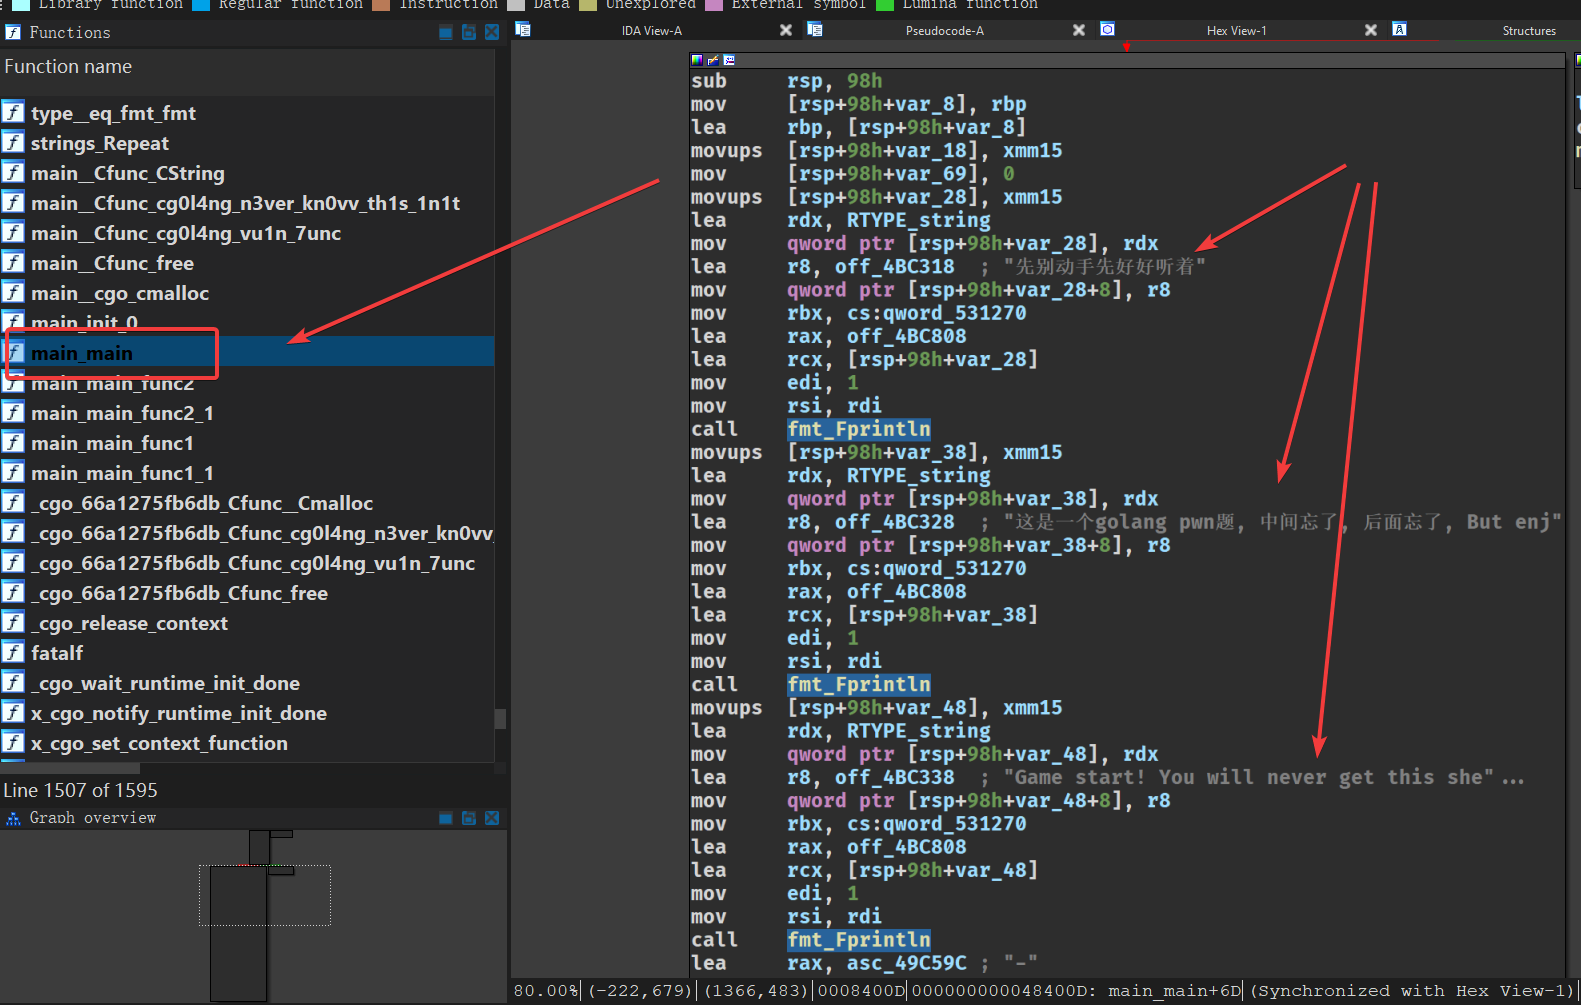 Library function Regular function Instruction Data Unexplored External symbol Lumina function
Functions
IDA View-A
Pseudocode-A
Hex View-1
Structures
Function name
type__eq_fmt_fmt
strings_Repeat
main__Cfunc_CString
main__Cfunc_cg0l4ng_n3ver_kn0vv_th1s_1n1t
main__Cfunc_cg0l4ng_vu1n_7unc
main__Cfunc_free
main__cgo_cmalloc
main_init_0
main_main
main_main_func2
main_main_func2_1
main_main_func1
main_main_func1_1
_cgo_66a1275fb6db_Cfunc__Cmalloc
_cgo_66a1275fb6db_Cfunc_cg0l4ng_n3ver_kn0vv_
_cgo_66a1275fb6db_Cfunc_cg0l4ng_vu1n_7unc
_cgo_66a1275fb6db_Cfunc_free
_cgo_release_context
fatalf
_cgo_wait_runtime_init_done
x_cgo_notify_runtime_init_done
x_cgo_set_context_function
Line 1507 of 1595
Graph overview
sub rsp, 98h
mov [rsp+98h+var_8], rbp
lea rbp, [rsp+98h+var_8]
movups [rsp+98h+var_18], xmm15
mov [rsp+98h+var_69], 0
movups [rsp+98h+var_28], xmm15
lea rdx, RTYPE_string
mov qword ptr [rsp+98h+var_28], rdx
lea r8, off_4BC318 ; "先别动手先好好听着"
mov qword ptr [rsp+98h+var_28+8], r8
mov rbx, cs:qword_531270
lea rax, off_4BC808
lea rcx, [rsp+98h+var_28]
mov edi, 1
mov rsi, rdi
call fmt_Fprintln
movups [rsp+98h+var_38], xmm15
lea rdx, RTYPE_string
mov qword ptr [rsp+98h+var_38], rdx
lea r8, off_4BC328 ; "这是一个golang pwn题, 中间忘了, 后面忘了, But enj"
mov qword ptr [rsp+98h+var_38+8], r8
mov rbx, cs:qword_531270
lea rax, off_4BC808
lea rcx, [rsp+98h+var_38]
mov edi, 1
mov rsi, rdi
call fmt_Fprintln
movups [rsp+98h+var_48], xmm15
lea rdx, RTYPE_string
mov qword ptr [rsp+98h+var_48], rdx
lea r8, off_4BC338 ; "Game start! You will never get this she"...
mov qword ptr [rsp+98h+var_48+8], r8
mov rbx, cs:qword_531270
lea rax, off_4BC808
lea rcx, [rsp+98h+var_48]
mov edi, 1
mov rsi, rdi
call fmt_Fprintln
lea rax, asc_49C59C ; "-"
80.00% (-222,679) (1366,483) 0008400D 000000000048400D: main_main+6D (Synchronized with Hex View-1)